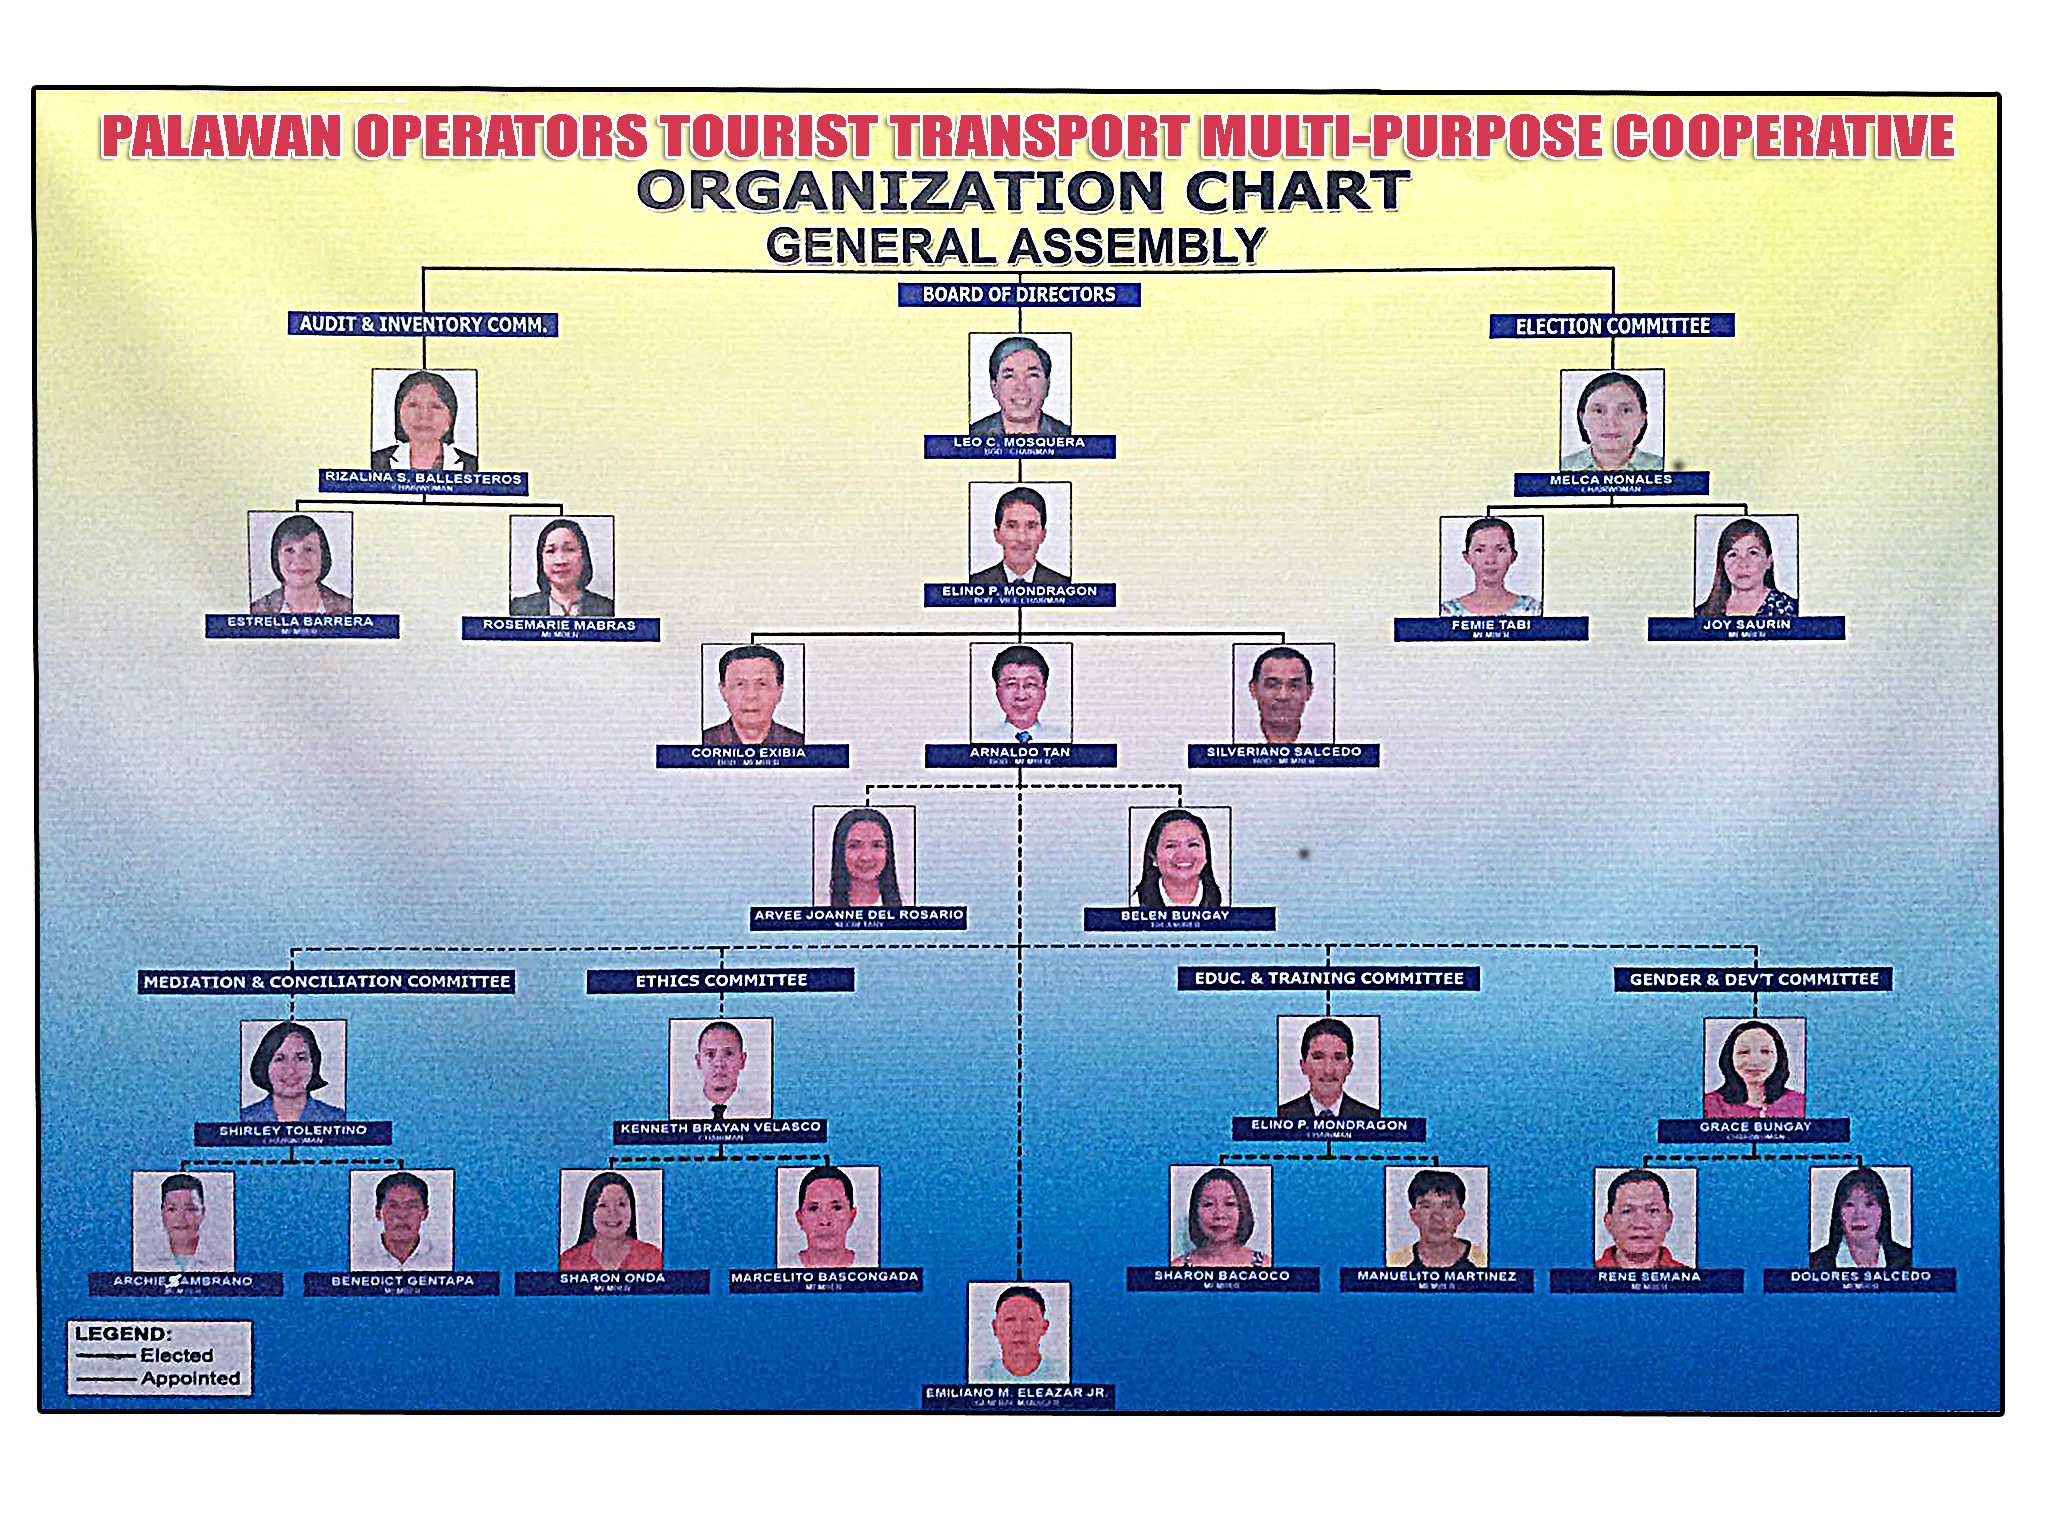 PALAWAN OPERATORS TOURIST TRANSPORT MULTI-PURPOSE COOPERATIVE
ORGANIZATION CHART
GENERAL ASSEMBLY
BOARD OF DIRECTORS
AUDIT & INVENTORY COMM.
ELECTION COMMITTEE
LEO C. MOSQUERA
BOD - CHAIRMAN
RIZALINA S. BALLESTEROS
CHAIRWOMAN
MELCA NONALES
CHAIRWOMAN
ELINO P. MONDRAGON
BOD - VICE CHAIRMAN
ESTRELLA BARRERA
MEMBER
ROSEMARIE MABRAS
MEMBER
FEMIE TABI
MEMBER
JOY SAURIN
MEMBER
CORNILO EXIBIA
BOD - MEMBER
ARNALDO TAN
BOD - MEMBER
SILVERIANO SALCEDO
BOD - MEMBER
ARVEE JOANNE DEL ROSARIO
SECRETARY
BELEN BUNGAY
TREASURER
MEDIATION & CONCILIATION COMMITTEE
ETHICS COMMITTEE
EDUC. & TRAINING COMMITTEE
GENDER & DEV'T COMMITTEE
SHIRLEY TOLENTINO
CHAIRWOMAN
KENNETH BRAYAN VELASCO
CHAIRMAN
ELINO P. MONDRAGON
CHAIRMAN
GRACE BUNGAY
CHAIRWOMAN
ARCHIE AMBRANO
MEMBER
BENEDICT GENTAPA
MEMBER
SHARON ONDA
MEMBER
MARCELITO BASCONGADA
MEMBER
SHARON BACAOCO
MEMBER
MANUELITO MARTINEZ
MEMBER
RENE SEMANA
MEMBER
DOLORES SALCEDO
MEMBER
EMILIANO M. ELEAZAR JR.
GENERAL MANAGER
LEGEND:
Elected
Appointed